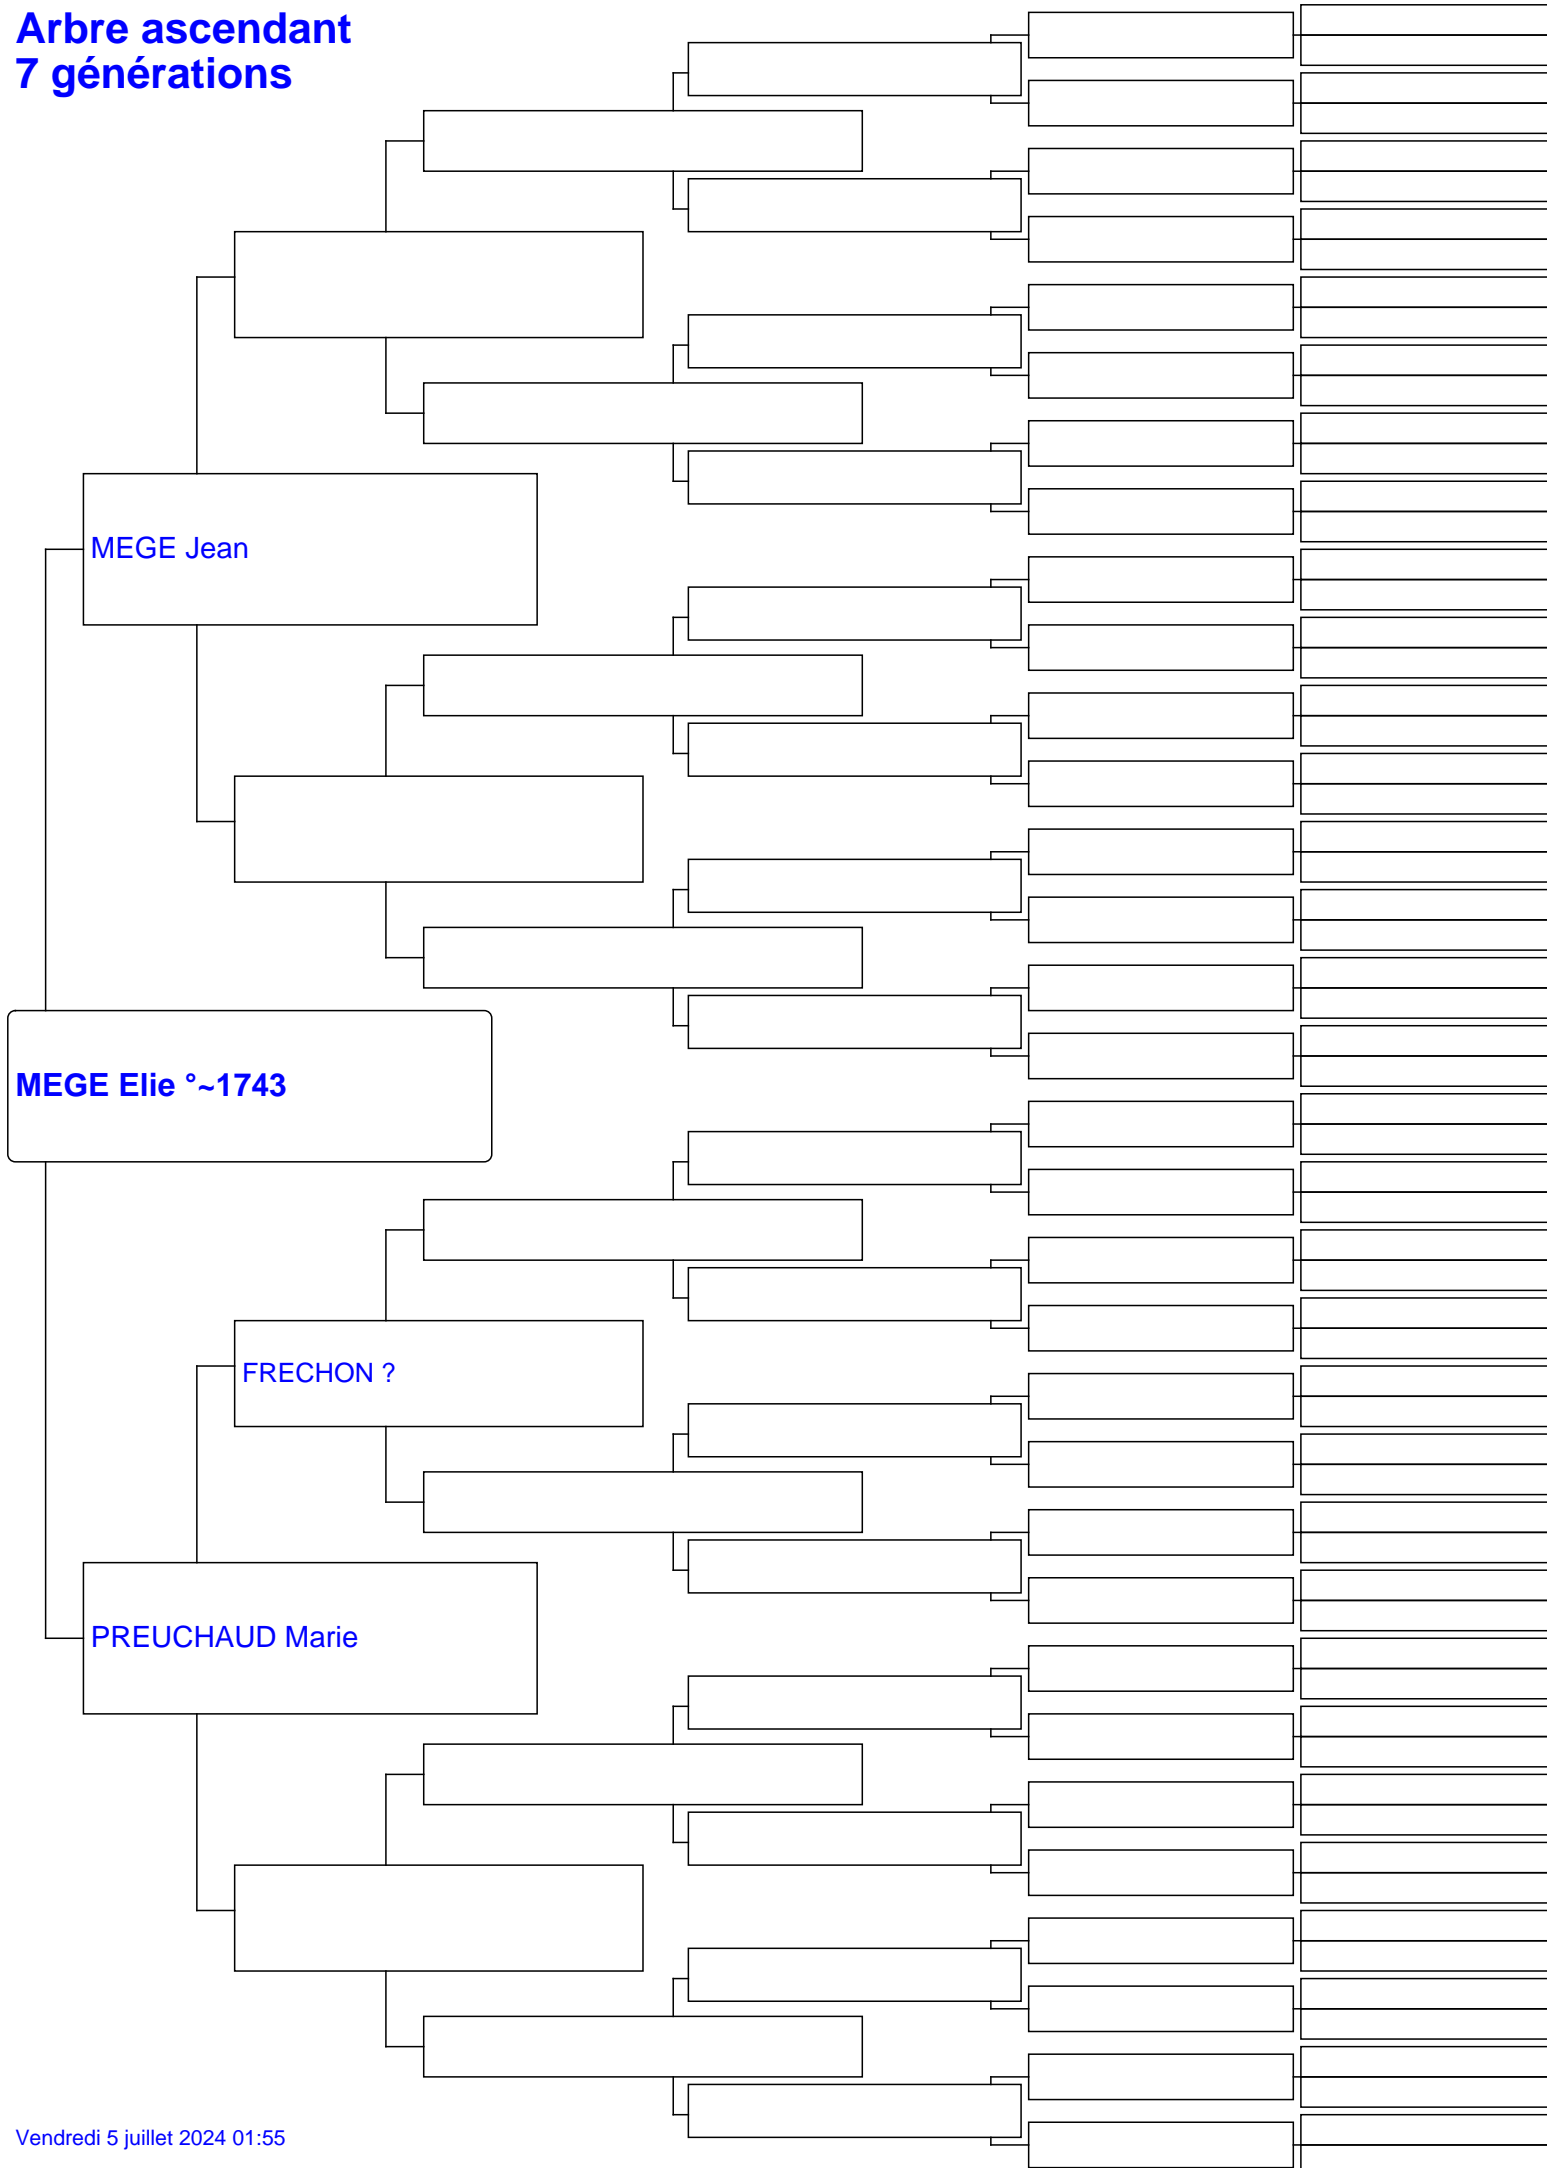 Arbre ascendant
7 générations
MEGE Jean
MEGE Elie °~1743
FRECHON ?
PREUCHAUD Marie
Vendredi 5 juillet 2024 01:55